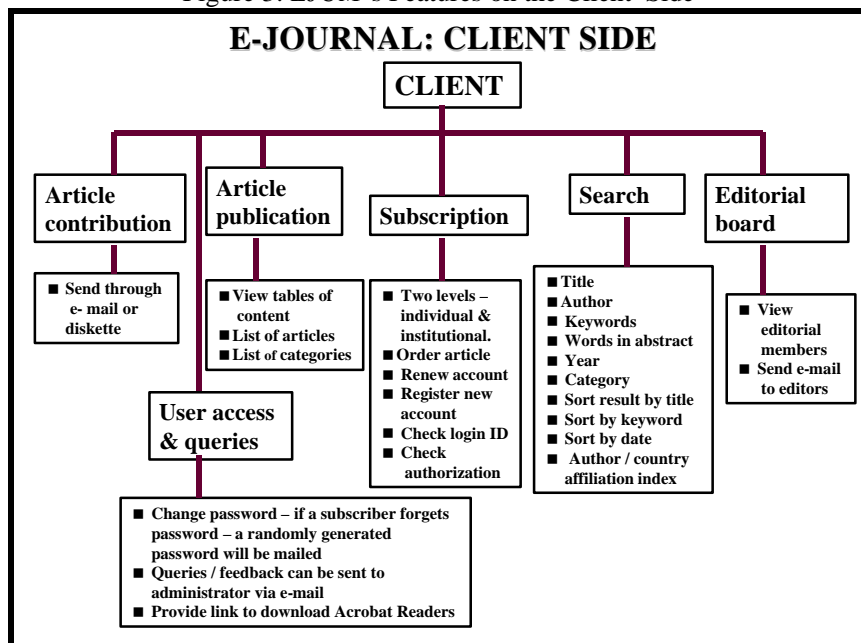 Figure 3: EJUM's Features on the Client Side
E-JOURNAL: CLIENT SIDE
CLIENT
Article
contribution
■ Send through
e- mail or
diskette
User access
& queries
■ Change password – if a subscriber forgets
password – a randomly generated
password will be mailed
■ Queries / feedback can be sent to
administrator via e-mail
■ Provide link to download Acrobat Readers
Article
publication
■ View tables of
content
■ List of articles
■ List of categories
Subscription
■ Two levels –
individual &
institutional.
■ Order article
■ Renew account
■ Register new
account
■ Check login ID
■ Check
authorization
Search
■ Title
■ Author
■ Keywords
■ Words in abstract
■ Year
■ Category
■ Sort result by title
■ Sort by keyword
■ Sort by date
■ Author / country
affiliation index
Editorial
board
■ View
editorial
members
■ Send e-mail
to editors